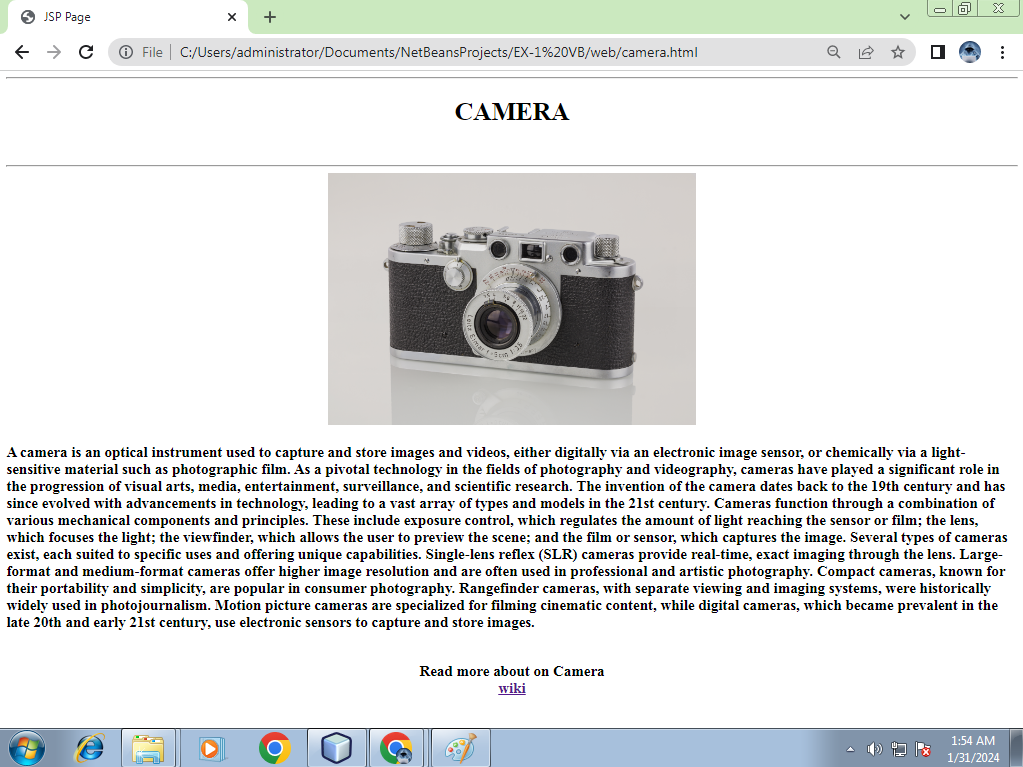 JSP Page
File
C:/Users/administrator/Documents/NetBeansProjects/EX-1%20VB/web/camera.html
CAMERA
Leitz Elmar f=5cm 1:2.8
A camera is an optical instrument used to capture and store images and videos, either digitally via an electronic image sensor, or chemically via a light-
sensitive material such as photographic film. As a pivotal technology in the fields of photography and videography, cameras have played a significant role in
the progression of visual arts, media, entertainment, surveillance, and scientific research. The invention of the camera dates back to the 19th century and has
since evolved with advancements in technology, leading to a vast array of types and models in the 21st century. Cameras function through a combination of
various mechanical components and principles. These include exposure control, which regulates the amount of light reaching the sensor or film; the lens,
which focuses the light; the viewfinder, which allows the user to preview the scene; and the film or sensor, which captures the image. Several types of cameras
exist, each suited to specific uses and offering unique capabilities. Single-lens reflex (SLR) cameras provide real-time, exact imaging through the lens. Large-
format and medium-format cameras offer higher image resolution and are often used in professional and artistic photography. Compact cameras, known for
their portability and simplicity, are popular in consumer photography. Rangefinder cameras, with separate viewing and imaging systems, were historically
widely used in photojournalism. Motion picture cameras are specialized for filming cinematic content, while digital cameras, which became prevalent in the
late 20th and early 21st century, use electronic sensors to capture and store images.
Read more about on Camera
wiki
1:54 AM
1/31/2024